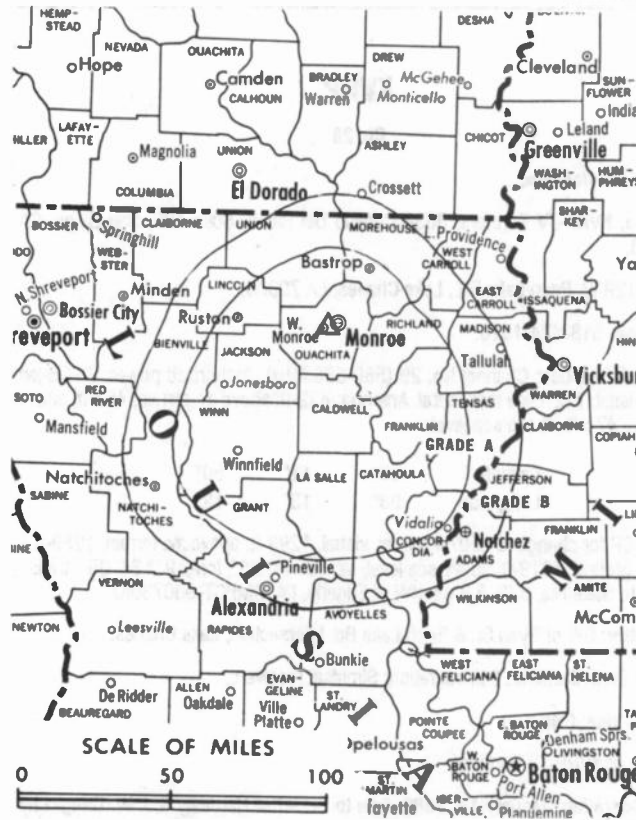 HEMP-
STEAD
NEVADA
OUACHITA
DREW
DESHA
Hope
Camden
BRADLEY
McGehee
Cleveland
CALHOUN
Warren
Monticello
SUN-
FLOWER
LAFAY-
ETTE
Leland
Magnolia
UNION
ASHLEY
CHICOT
Greenville
El Dorado
WASH-
INGTON
HUM-
PHREYS
COLUMBIA
Crossett
BOSSIER
CLAIBORNE
UNION
MOREHOUSE
SHAR-
KEY
Springhill
L. Providence
WEB-
STER
Bastrop
WEST
CARROLL
N. Shreveport
Minden
LINCOLN
EAST
CARROLL
ISSAQUENA
Bossier City
Ruston
W.
Monroe
Monroe
RICHLAND
MADISON
reveport
BIENVILLE
OUACHITA
JACKSON
Tallulah
Vicksbur
Jonesboro
WARREN
RED
RIVER
WINN
CALDWELL
TENSAS
SOTO
FRANKLIN
CLAIBORNE
Mansfield
GRADE A
COPIAH
Winnfield
CATAHOULA
Natchitoches
LA SALLE
JEFFERSON
SABINE
GRANT
GRADE B
NATCHI-
TOCHES
Vidalia
FRANKLIN
CONCOR-
DIA
Natchez
Pineville
ADAMS
VERNON
AMITE
Alexandria
WILKINSON
AVOYELLES
McCom
NEWTON
Leesville
RAPIDES
Bunkie
WEST
FELICIANA
EAST
FELICIANA
ST.
HELENA
De Ridder
ALLEN
Oakdale
EVAN
GELINE
ST.
LANDRY
BEAUREGARD
Ville
Platte
POINTE
COUPEE
E. BATON
ROUGE
Denham Sprs.
LIVINGSTON
SCALE OF MILES
Opelousas
W.
BATON
ROUGE
Baton Rouge
0 50 100
ST.
MARTIN
Port Allen
fayette
IBER-
VILLE
Plaquemine
L O U I S I A
M I